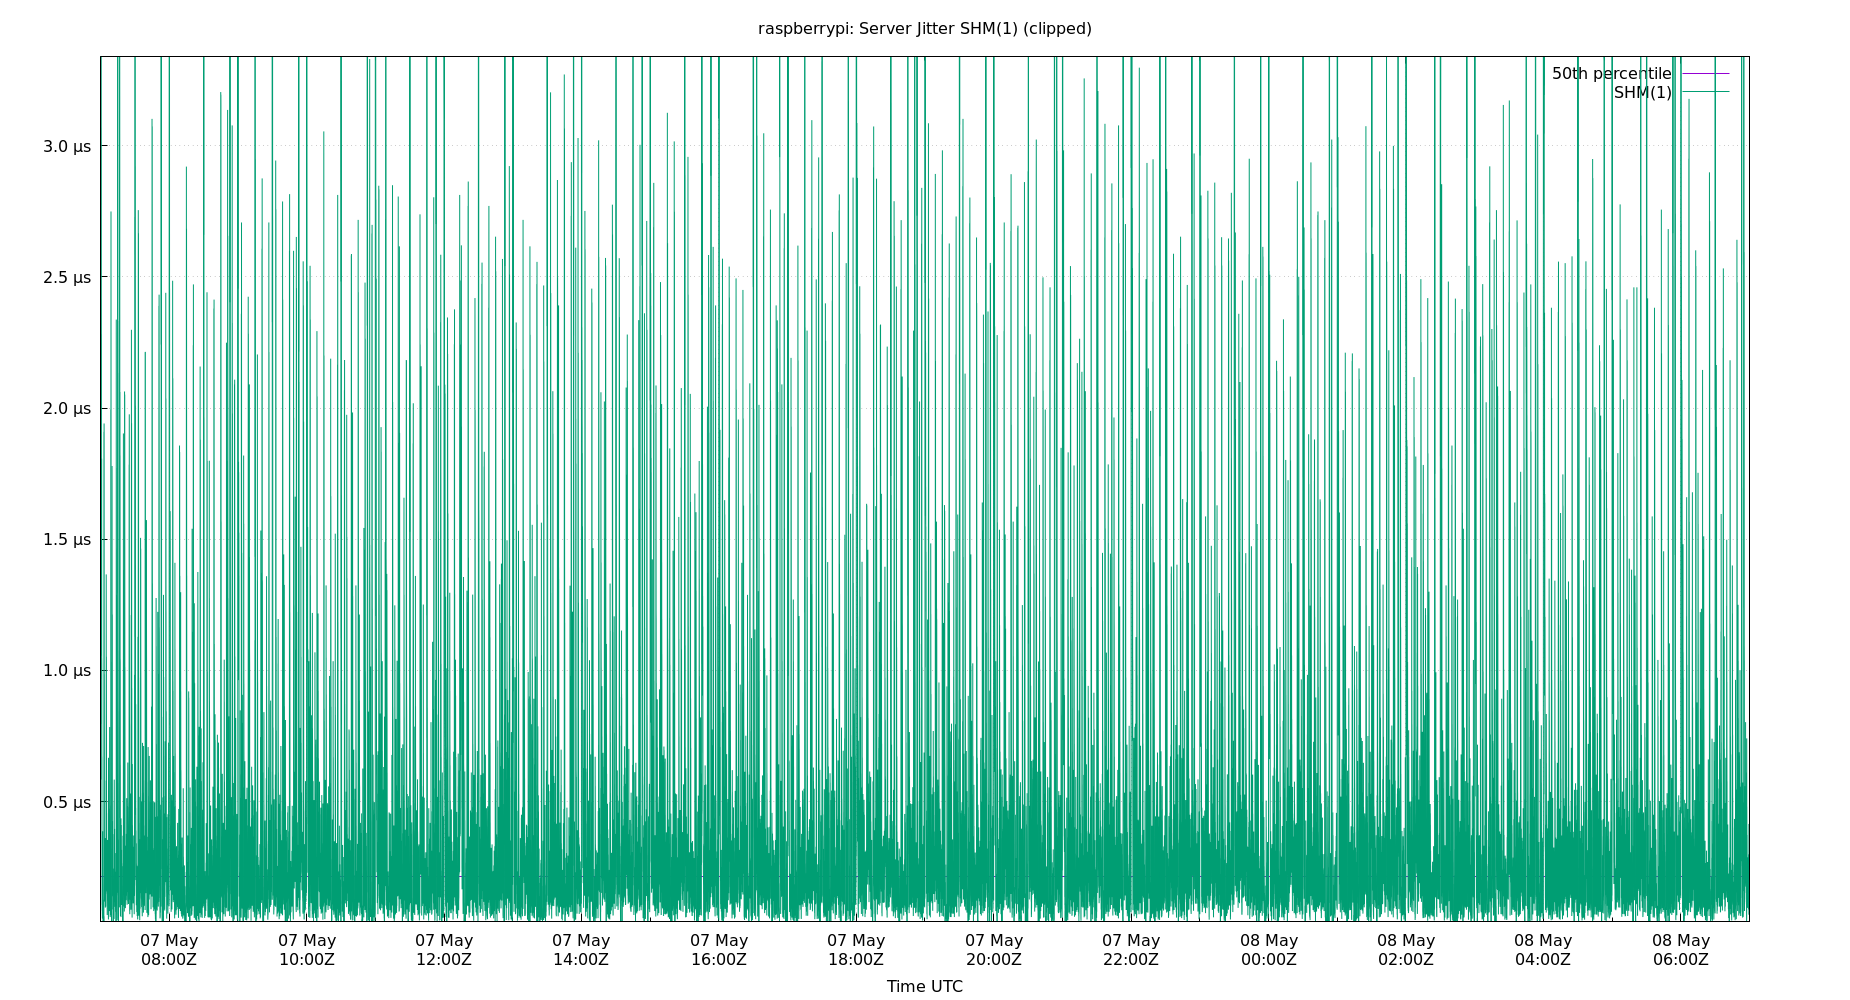 raspberrypi: Server Jitter SHM(1) (clipped)
50th percentile
SHM(1)
3.0 µs
2.5 µs
2.0 µs
1.5 µs
1.0 µs
0.5 µs
07 May 07 May 07 May 07 May 07 May 07 May 07 May 07 May 08 May 08 May 08 May 08 May
08:00Z 10:00Z 12:00Z 14:00Z 16:00Z 18:00Z 20:00Z 22:00Z 00:00Z 02:00Z 04:00Z 06:00Z
Time UTC